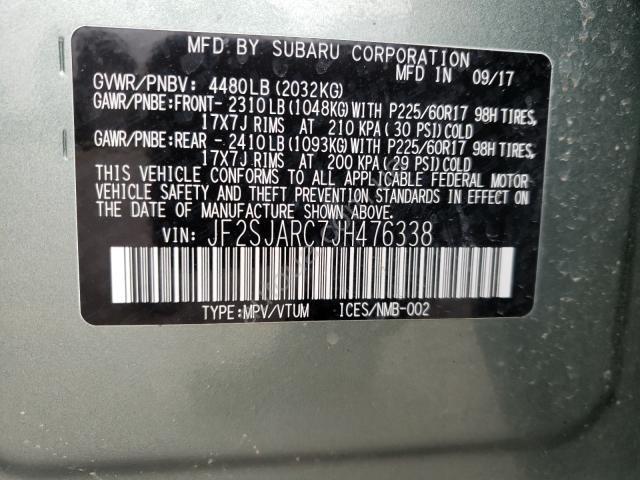 MFD BY SUBARU CORPORATION
MFD IN 09/17
GVWR/PNBV: 4480LB(2032KG)
GAWR/PNBE:FRONT- 2310LB(1048KG)WITH P225/60R17 98H TIRES,
17X7J RIMS AT 210 KPA( 30 PSI)COLD
GAWR/PNBE:REAR -2410LB(1093KG)WITH P225/60R17 98H TIRES,
17X7J RIMS AT 200 KPA( 29 PSI)COLD
THIS VEHICLE CONFORMS TO ALL APPLICABLE FEDERAL MOTOR
VEHICLE SAFETY AND THEFT PREVENTION STANDARDS IN EFFECT ON
THE DATE OF MANUFACTURE SHOWN ABOVE.
VIN: JF2SJARC7JH476338
TYPE:MPV/VTUM ICES/NMB-002